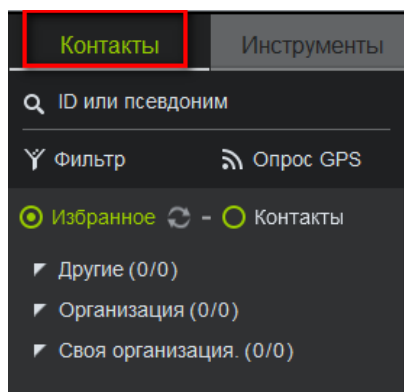 Контакты Инструменты
ID или псевдоним
Фильтр Опрос GPS
Избранное - Контакты
Другие (0/0)
Организация (0/0)
Своя организация. (0/0)